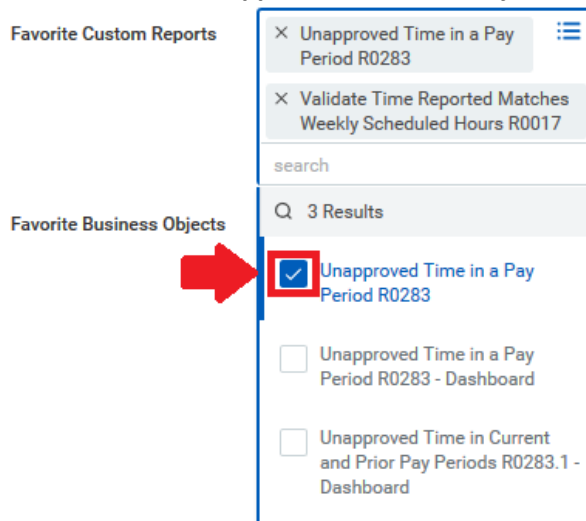 Favorite Custom Reports
× Unapproved Time in a Pay
Period R0283
× Validate Time Reported Matches
Weekly Scheduled Hours R0017
search
Favorite Business Objects
3 Results
Unapproved Time in a Pay
Period R0283
Unapproved Time in a Pay
Period R0283 - Dashboard
Unapproved Time in Current
and Prior Pay Periods R0283.1 -
Dashboard